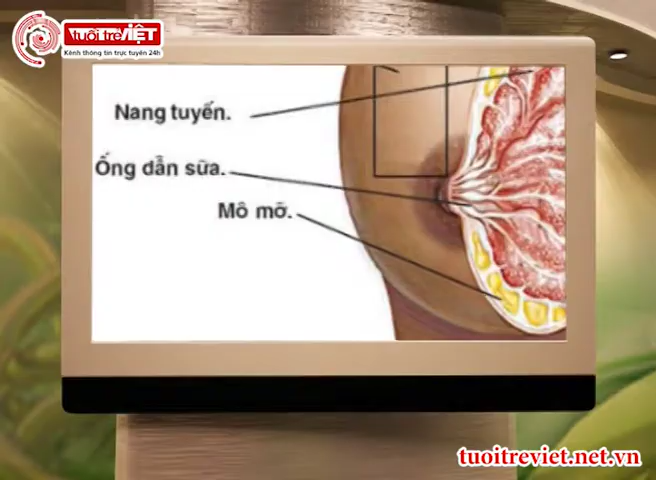 tuổi trẻ VIỆT
Kênh thông tin trực tuyến 24h
Nang tuyến.
Ống dẫn sữa.
Mô mỡ.
tuoitreviet.net.vn